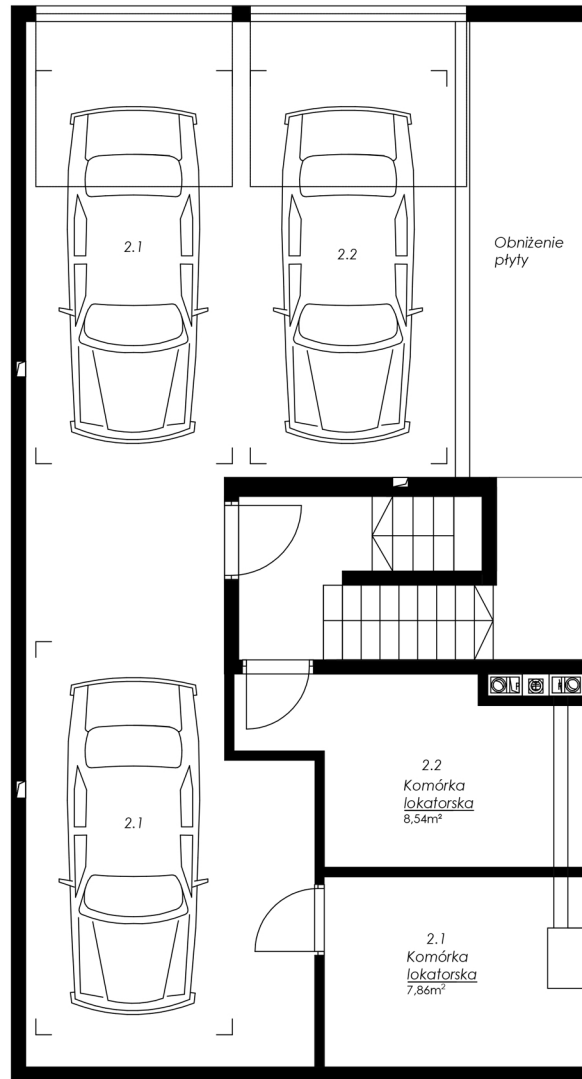 2.1
2.2
Obniżenie
płyty
2.2
Komórka
lokatorska
8,54m²
2.1
2.1
Komórka
lokatorska
7,86m²